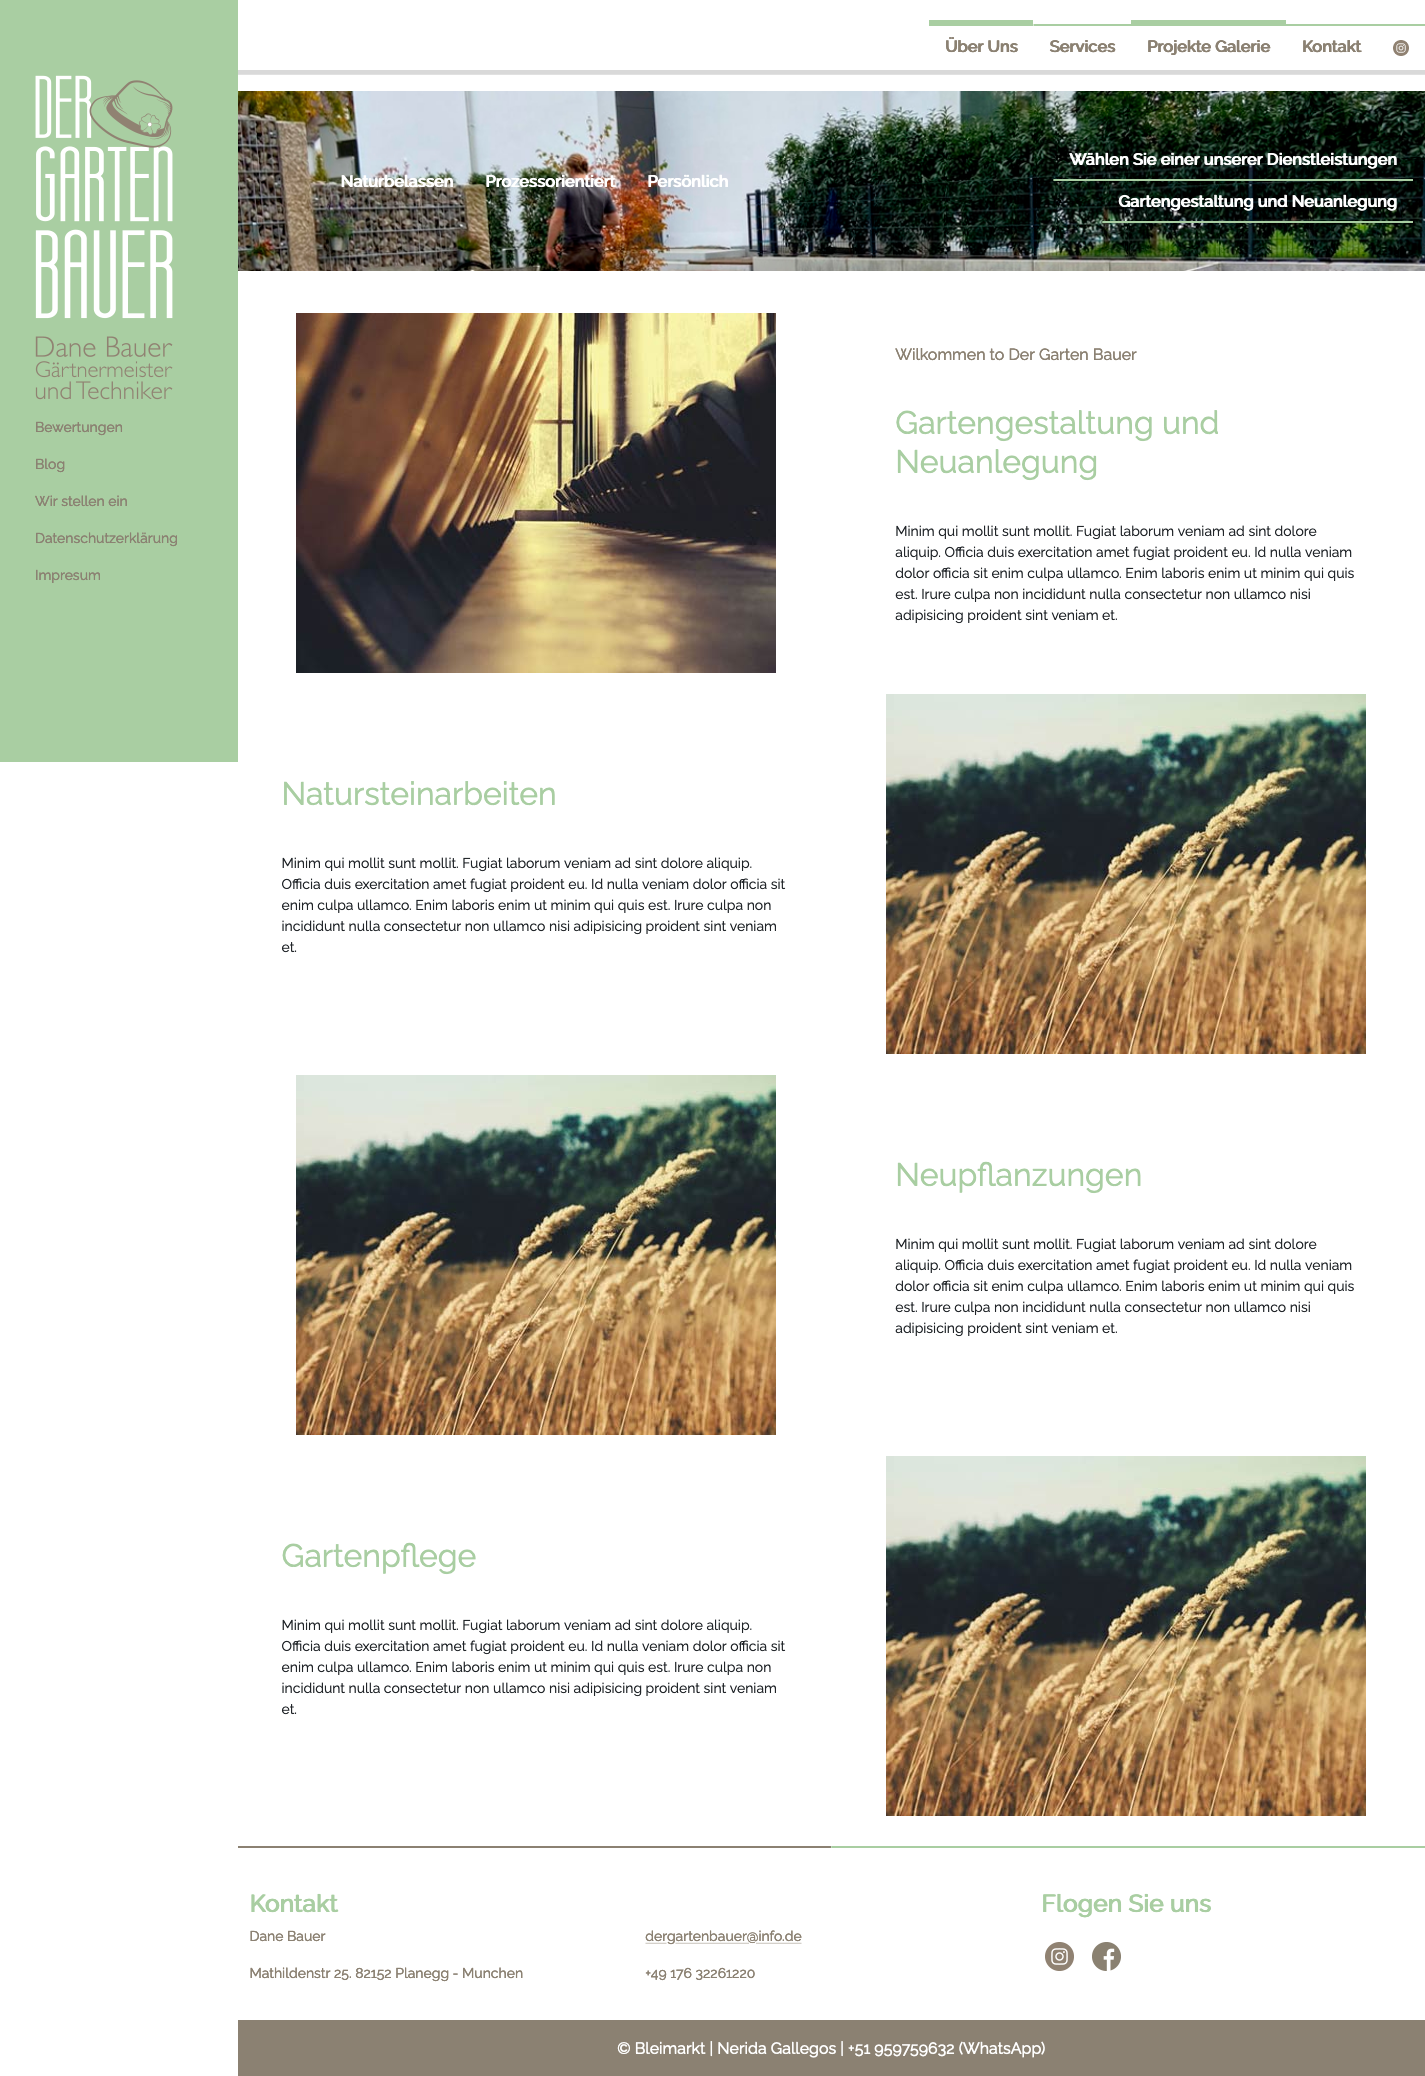 DER
GARTEN
BAUER
Dane Bauer
Gärtnermeister
und Techniker
Bewertungen
Blog
Wir stellen ein
Datenschutzerklärung
Impresum
Über Uns Services Projekte Galerie Kontakt
Naturbelassen Prozessorientiert Persönlich
Wählen Sie einer unserer Dienstleistungen
Gartengestaltung und Neuanlegung
Wilkommen to Der Garten Bauer
Gartengestaltung und
Neuanlegung
Minim qui mollit sunt mollit. Fugiat laborum veniam ad sint dolore
aliquip. Officia duis exercitation amet fugiat proident eu. Id nulla veniam
dolor officia sit enim culpa ullamco. Enim laboris enim ut minim qui quis
est. Irure culpa non incididunt nulla consectetur non ullamco nisi
adipisicing proident sint veniam et.
Natursteinarbeiten
Minim qui mollit sunt mollit. Fugiat laborum veniam ad sint dolore aliquip.
Officia duis exercitation amet fugiat proident eu. Id nulla veniam dolor officia sit
enim culpa ullamco. Enim laboris enim ut minim qui quis est. Irure culpa non
incididunt nulla consectetur non ullamco nisi adipisicing proident sint veniam
et.
Neupflanzungen
Minim qui mollit sunt mollit. Fugiat laborum veniam ad sint dolore
aliquip. Officia duis exercitation amet fugiat proident eu. Id nulla veniam
dolor officia sit enim culpa ullamco. Enim laboris enim ut minim qui quis
est. Irure culpa non incididunt nulla consectetur non ullamco nisi
adipisicing proident sint veniam et.
Gartenpflege
Minim qui mollit sunt mollit. Fugiat laborum veniam ad sint dolore aliquip.
Officia duis exercitation amet fugiat proident eu. Id nulla veniam dolor officia sit
enim culpa ullamco. Enim laboris enim ut minim qui quis est. Irure culpa non
incididunt nulla consectetur non ullamco nisi adipisicing proident sint veniam
et.
Kontakt
Dane Bauer
Mathildenstr 25. 82152 Planegg - Munchen
dergartenbauer@info.de
+49 176 32261220
Flogen Sie uns
© Bleimarkt | Nerida Gallegos | +51 959759632 (WhatsApp)